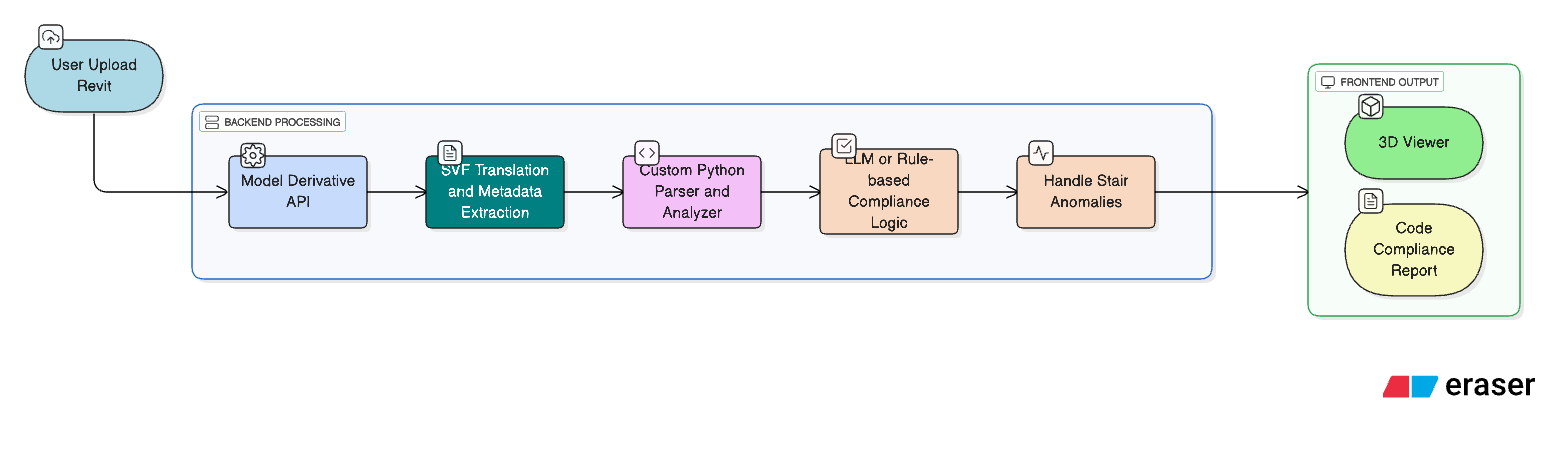 User Upload
Revit
BACKEND PROCESSING
Model Derivative
API
SVF Translation
and Metadata
Extraction
Custom Python
Parser and
Analyzer
LLM or Rule-
based
Compliance
Logic
Handle Stair
Anomalies
FRONTEND OUTPUT
3D Viewer
Code
Compliance
Report
eraser